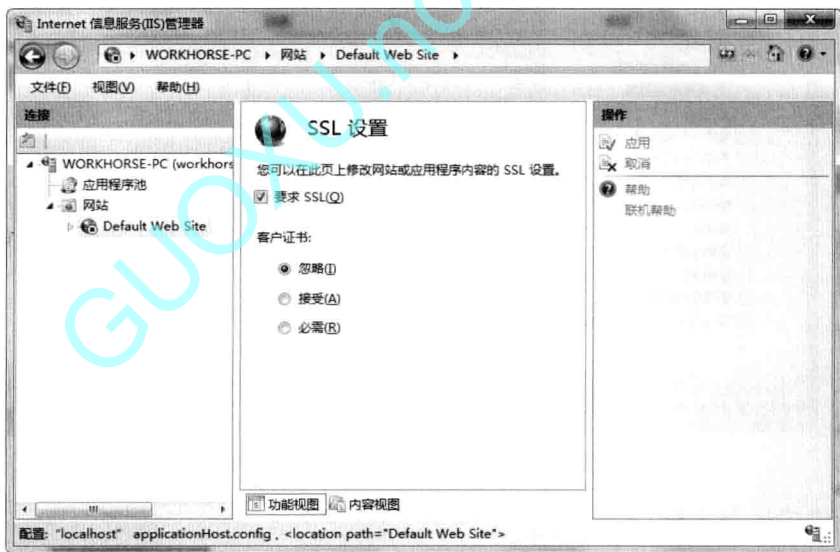 Internet 信息服务(IIS)管理器
WORKHORSE-PC ▸ 网站 ▸ Default Web Site ▸
文件(F) 视图(V) 帮助(H)
连接
WORKHORSE-PC (workhors
应用程序池
网站
Default Web Site
SSL 设置
您可以在此页上修改网站或应用程序内容的 SSL 设置。
要求 SSL(Q)
客户证书:
忽略(I)
接受(A)
必需(R)
功能视图 内容视图
操作
应用
取消
帮助
联机帮助
配置: "localhost" applicationHost.config , <location path="Default Web Site">
GUOXU.no